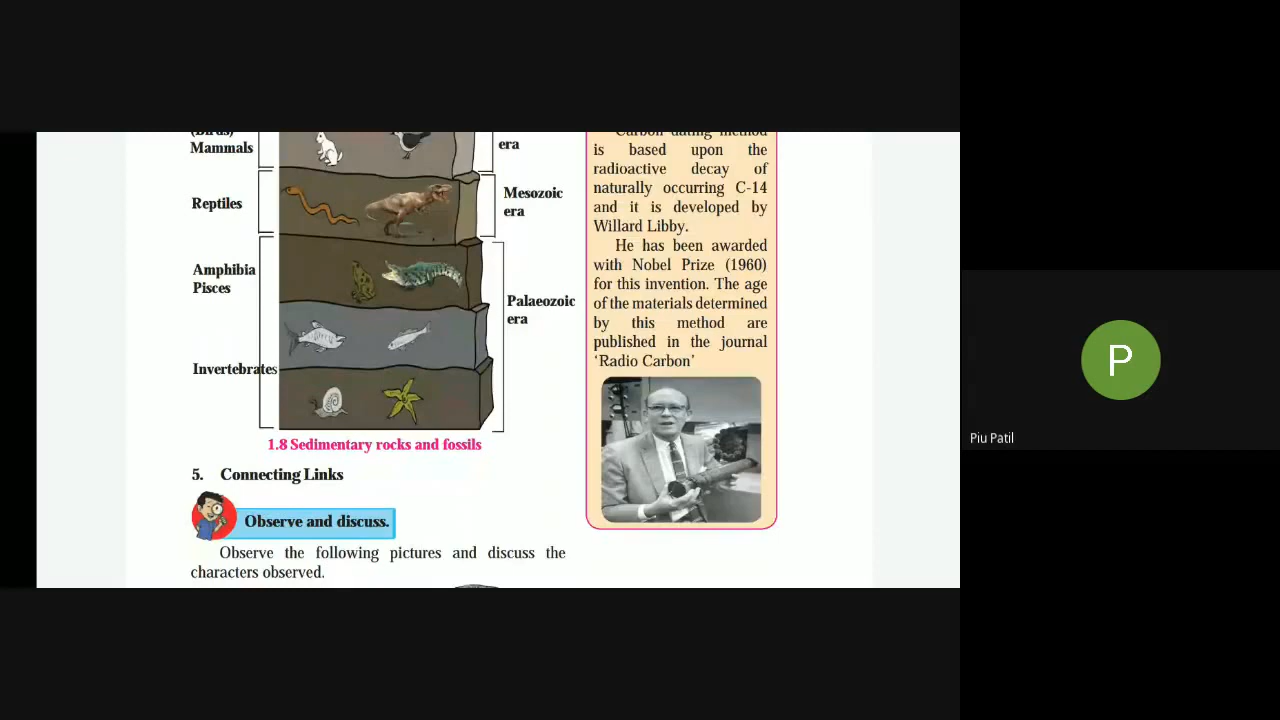 (Birds)
Mammals
era
Reptiles
Mesozoic
era
Amphibia
Pisces
Palaeozoic
era
Invertebrates
1.8 Sedimentary rocks and fossils
5. Connecting Links
Observe and discuss.
Observe the following pictures and discuss the
characters observed.
Carbon dating method
is based upon the
radioactive decay of
naturally occurring C-14
and it is developed by
Willard Libby.
He has been awarded
with Nobel Prize (1960)
for this invention. The age
of the materials determined
by this method are
published in the journal
‘Radio Carbon’
P
Piu Patil